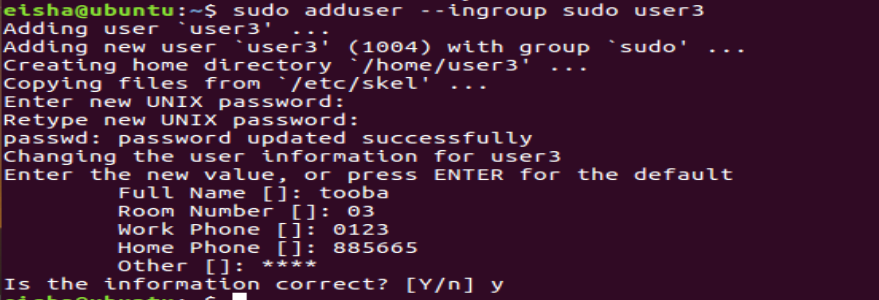 eisha@ubuntu:~$ sudo adduser --ingroup sudo user3
Adding user `user3' ...
Adding new user `user3' (1004) with group `sudo' ...
Creating home directory `/home/user3' ...
Copying files from `/etc/skel' ...
Enter new UNIX password:
Retype new UNIX password:
passwd: password updated successfully
Changing the user information for user3
Enter the new value, or press ENTER for the default
Full Name []: tooba
Room Number []: 03
Work Phone []: 0123
Home Phone []: 885665
Other []: ****
Is the information correct? [Y/n] y
eisha@ubuntu:~$